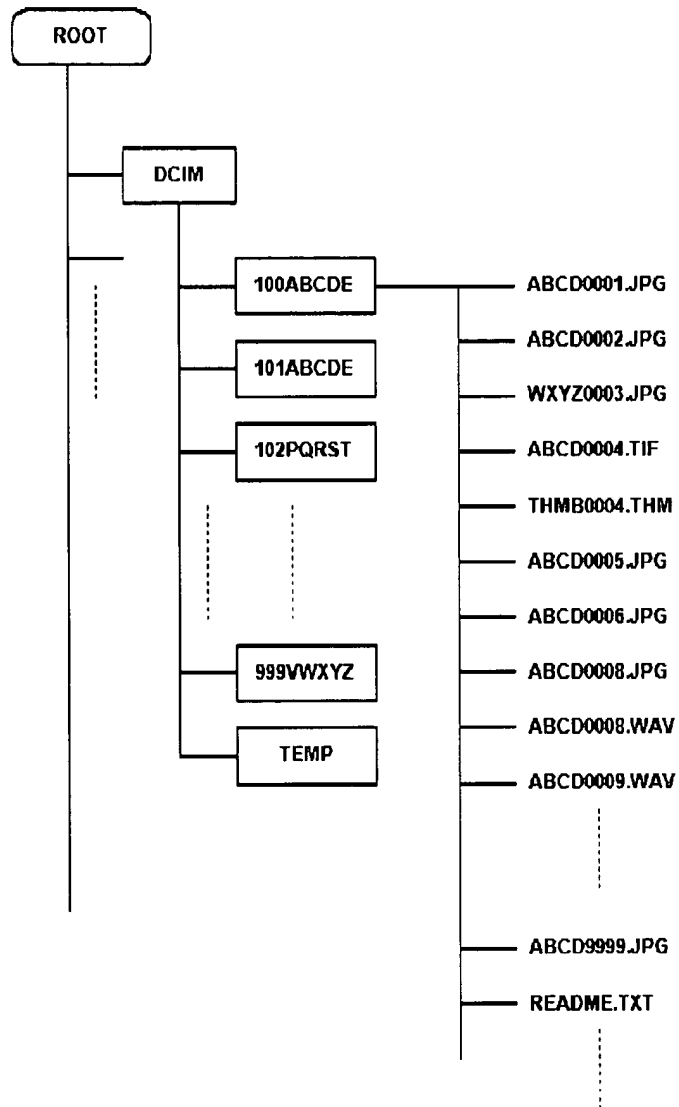 ROOT
DCIM
100ABCDE
101ABCDE
102PQRST
999VWXYZ
TEMP
ABCD0001.JPG
ABCD0002.JPG
WXYZ0003.JPG
ABCD0004.TIF
THMB0004.THM
ABCD0005.JPG
ABCD0006.JPG
ABCD0008.JPG
ABCD0008.WAV
ABCD0009.WAV
ABCD9999.JPG
README.TXT